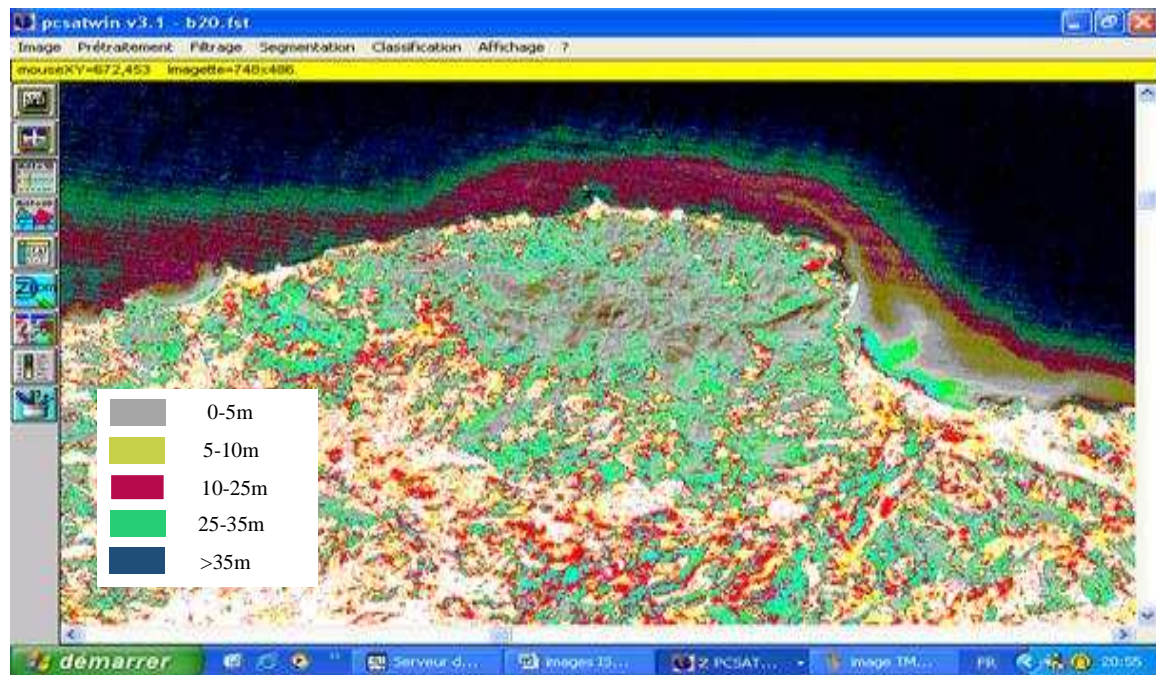 pcsatwin v3.1 - b20.fst
Image Prétraitement Filtrage Segmentation Classification Affichage ?
mouseXY=672,453 Imagette=748x486
Zoom
0-5m
5-10m
10-25m
25-35m
>35m
démarrer Serveur d... images IS... 2 PCSAT... image TM... FR 20:55